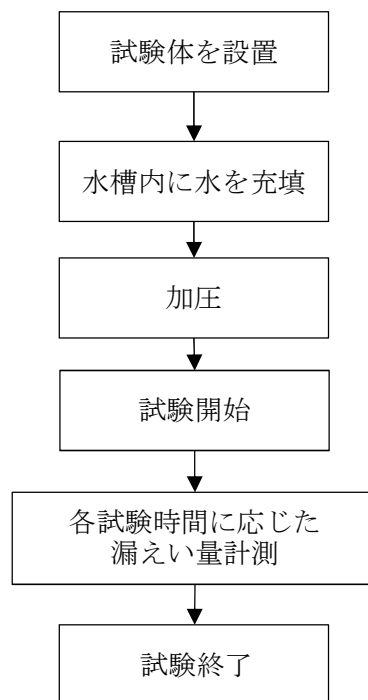 試験体を設置
水槽内に水を充填
加圧
試験開始
各試験時間に応じた
漏えい量計測
試験終了